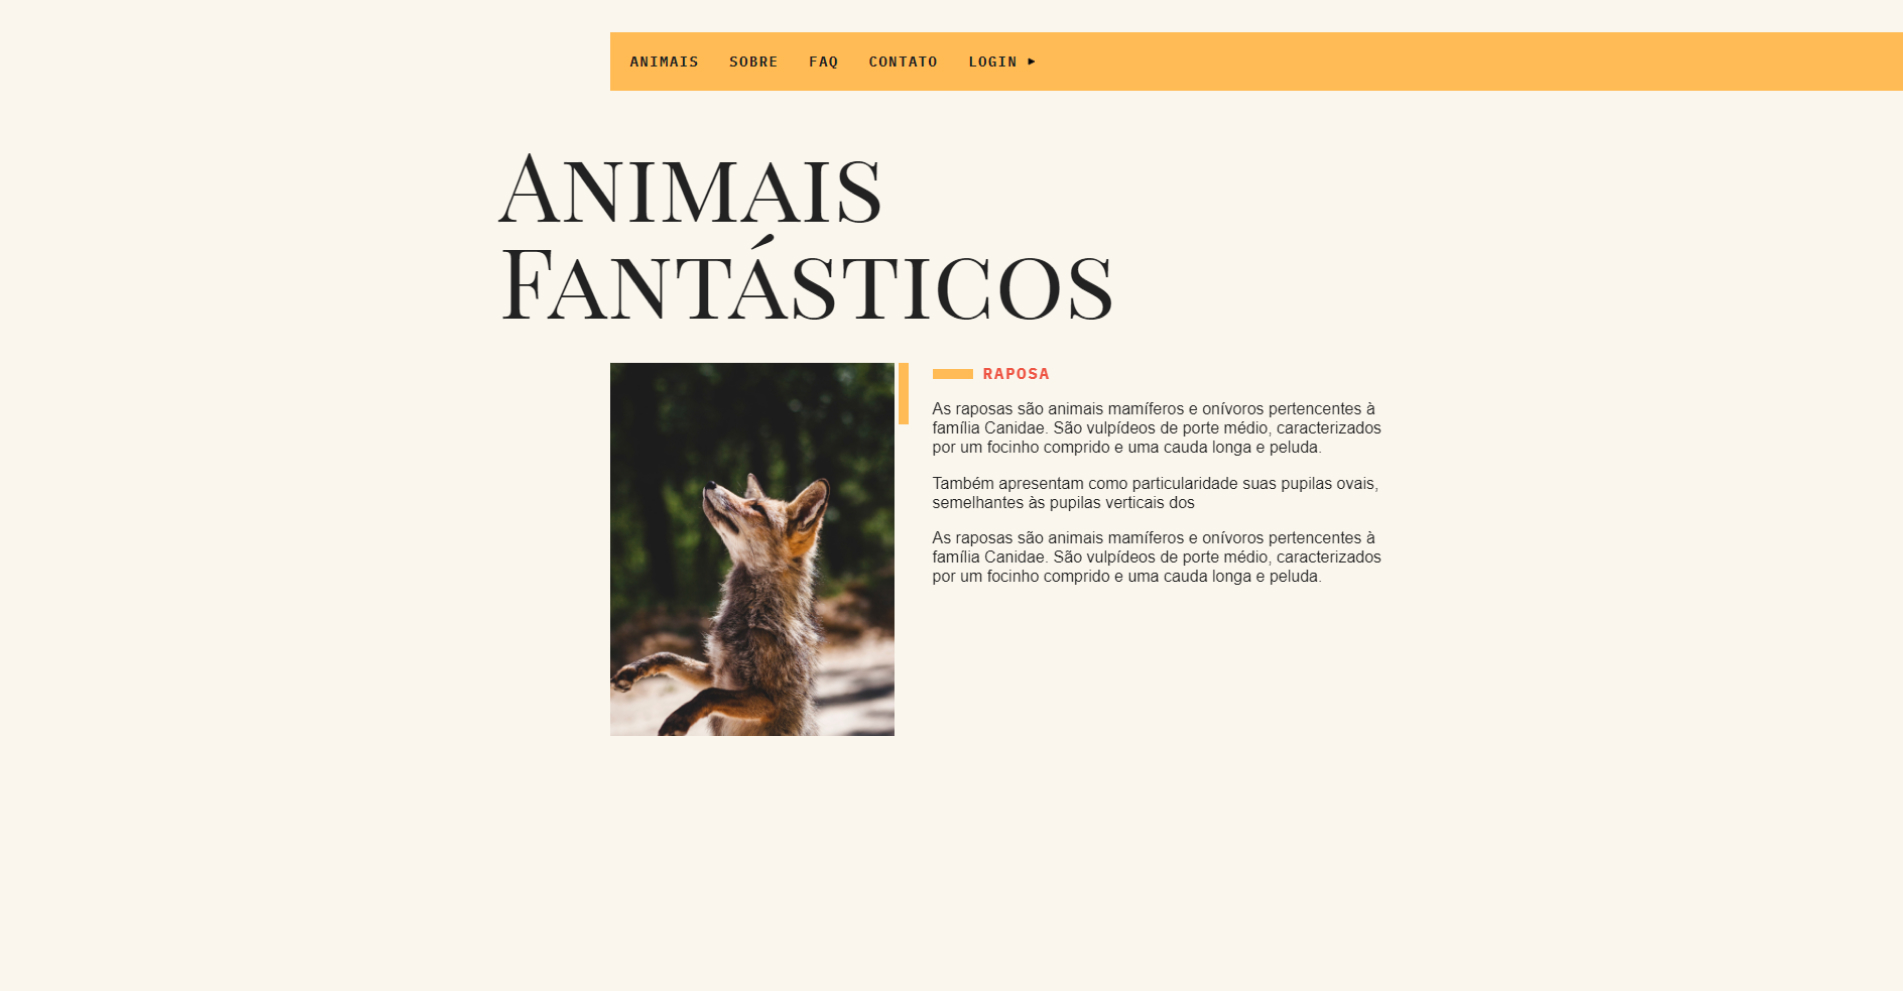 ANIMAIS SOBRE FAQ CONTATO LOGIN ▸
ANIMAIS
FANTÁSTICOS
RAPOSA
As raposas são animais mamíferos e onívoros pertencentes à
família Canidae. São vulpídeos de porte médio, caracterizados
por um focinho comprido e uma cauda longa e peluda.
Também apresentam como particularidade suas pupilas ovais,
semelhantes às pupilas verticais dos
As raposas são animais mamíferos e onívoros pertencentes à
família Canidae. São vulpídeos de porte médio, caracterizados
por um focinho comprido e uma cauda longa e peluda.